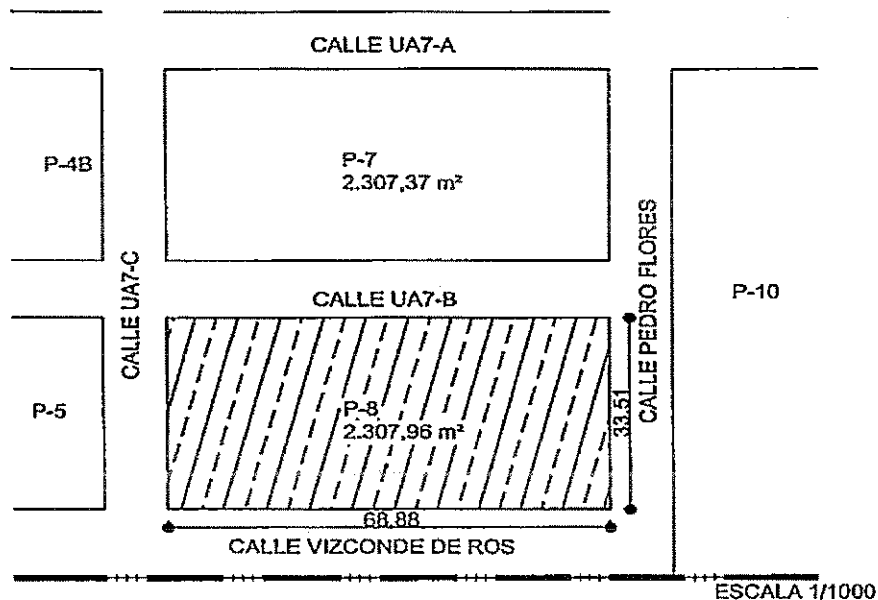 CALLE UA7-A
P-4B
P-7
2.307,37 m²
CALLE UA7-C
CALLE PEDRO FLORES
P-10
CALLE UA7-B
P-5
P-8
2.307,96 m²
33.51
68.88
CALLE VIZCONDE DE ROS
ESCALA 1/1000